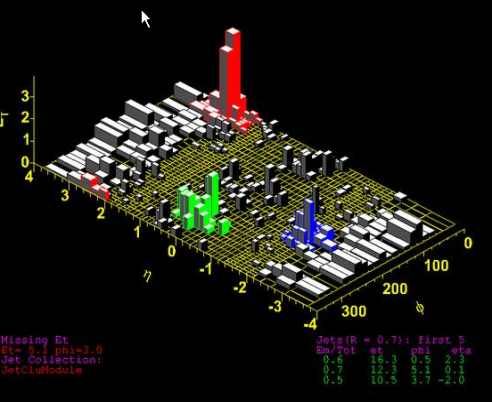 E_T
3
2
1
0
4
3
2
1
0
-1
-2
-3
-4
η
0
100
200
300
φ
Missing Et
Et= 5.1 phi=3.0
Jet Collection:
JetCluModule
Jets(R = 0.7): first 5
Em/Tot et phi eta
0.6 16.3 0.5 2.3
0.7 12.3 5.1 0.1
0.5 10.5 3.7 -2.0